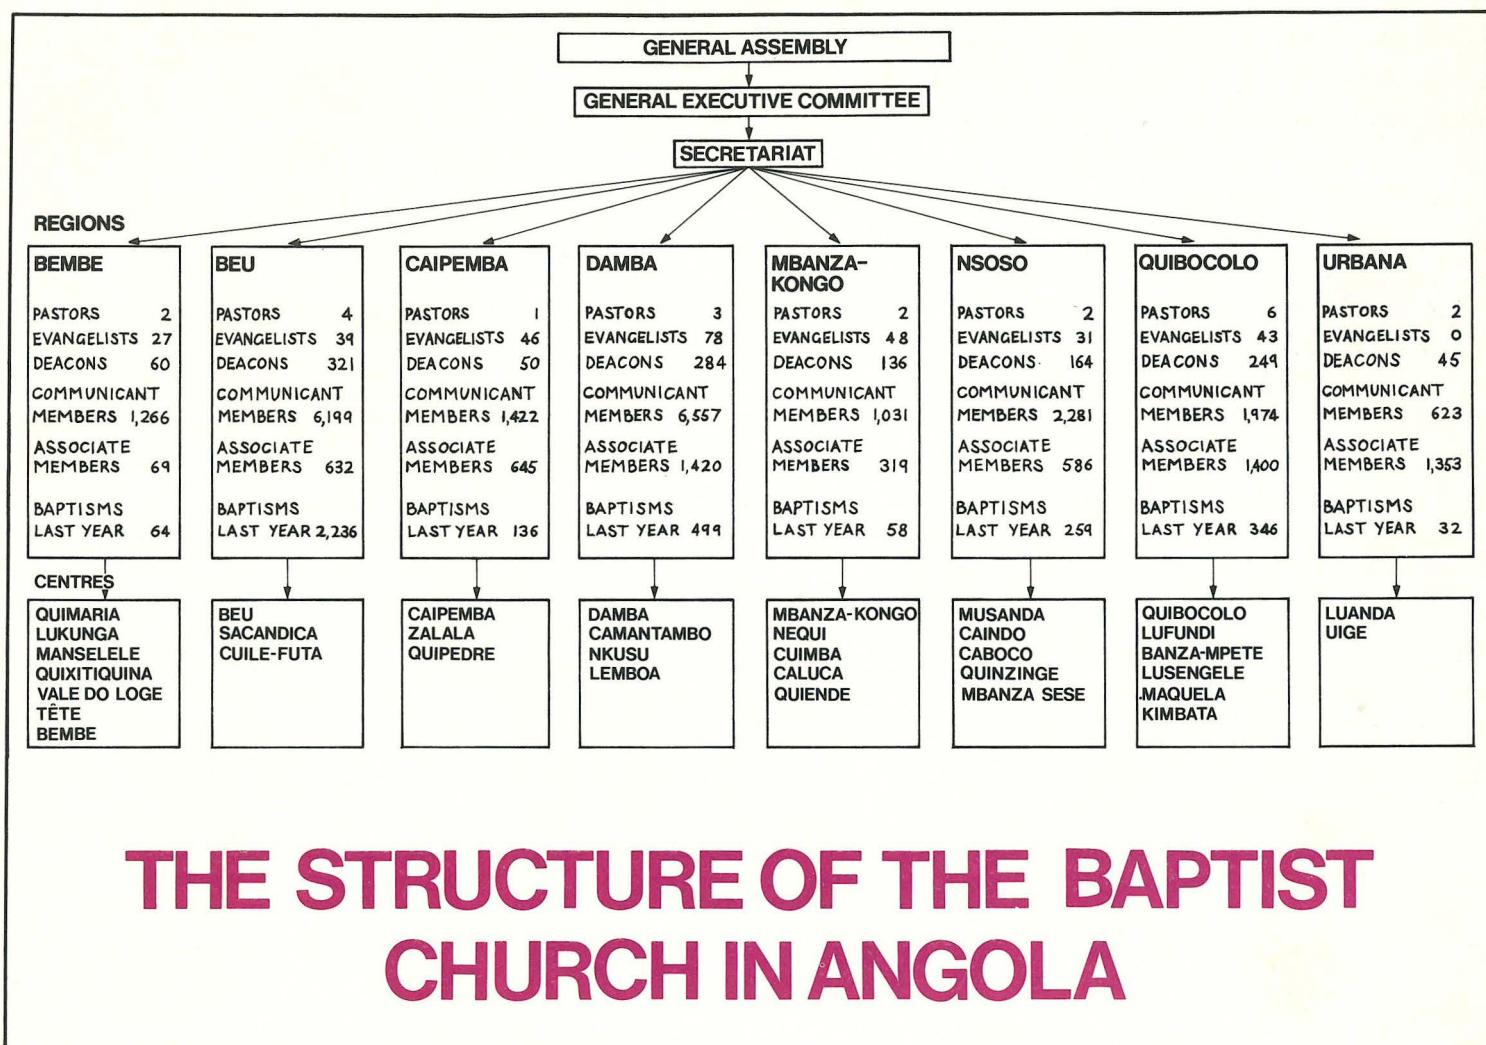 GENERAL ASSEMBLY
GENERAL EXECUTIVE COMMITTEE
SECRETARIAT
REGIONS
BEMBE
PASTORS 2
EVANGELISTS 27
DEACONS 60
COMMUNICANT
MEMBERS 1,266
ASSOCIATE
MEMBERS 69
BAPTISMS
LAST YEAR 64
BEU
PASTORS 4
EVANGELISTS 39
DEACONS 321
COMMUNICANT
MEMBERS 6,199
ASSOCIATE
MEMBERS 632
BAPTISMS
LAST YEAR 2,236
CAIPEMBA
PASTORS 1
EVANGELISTS 46
DEACONS 50
COMMUNICANT
MEMBERS 1,422
ASSOCIATE
MEMBERS 645
BAPTISMS
LAST YEAR 136
DAMBA
PASTORS 3
EVANGELISTS 78
DEACONS 284
COMMUNICANT
MEMBERS 6,557
ASSOCIATE
MEMBERS 1,420
BAPTISMS
LAST YEAR 499
MBANZA-
KONGO
PASTORS 2
EVANGELISTS 48
DEACONS 136
COMMUNICANT
MEMBERS 1,031
ASSOCIATE
MEMBERS 319
BAPTISMS
LAST YEAR 58
NSOSO
PASTORS 2
EVANGELISTS 31
DEACONS 164
COMMUNICANT
MEMBERS 2,281
ASSOCIATE
MEMBERS 586
BAPTISMS
LAST YEAR 259
QUIBOCOLO
PASTORS 6
EVANGELISTS 43
DEACONS 249
COMMUNICANT
MEMBERS 1,974
ASSOCIATE
MEMBERS 1,400
BAPTISMS
LAST YEAR 346
URBANA
PASTORS 2
EVANGELISTS 0
DEACONS 45
COMMUNICANT
MEMBERS 623
ASSOCIATE
MEMBERS 1,353
BAPTISMS
LAST YEAR 32
CENTRES
QUIMARIA
LUKUNGA
MANSELELE
QUIXITIQUINA
VALE DO LOGE
TÊTE
BEMBE
BEU
SACANDICA
CUILE-FUTA
CAIPEMBA
ZALALA
QUIPEDRE
DAMBA
CAMANTAMBO
NKUSU
LEMBOA
MBANZA-KONGO
NEQUI
CUIMBA
CALUCA
QUIENDE
MUSANDA
CAINDO
CABOCO
QUINZINGE
MBANZA SESE
QUIBOCOLO
LUFUNDI
BANZA-MPETE
LUSENGELE
MAQUELA
KIMBATA
LUANDA
UIGE
THE STRUCTURE OF THE BAPTIST
CHURCH IN ANGOLA